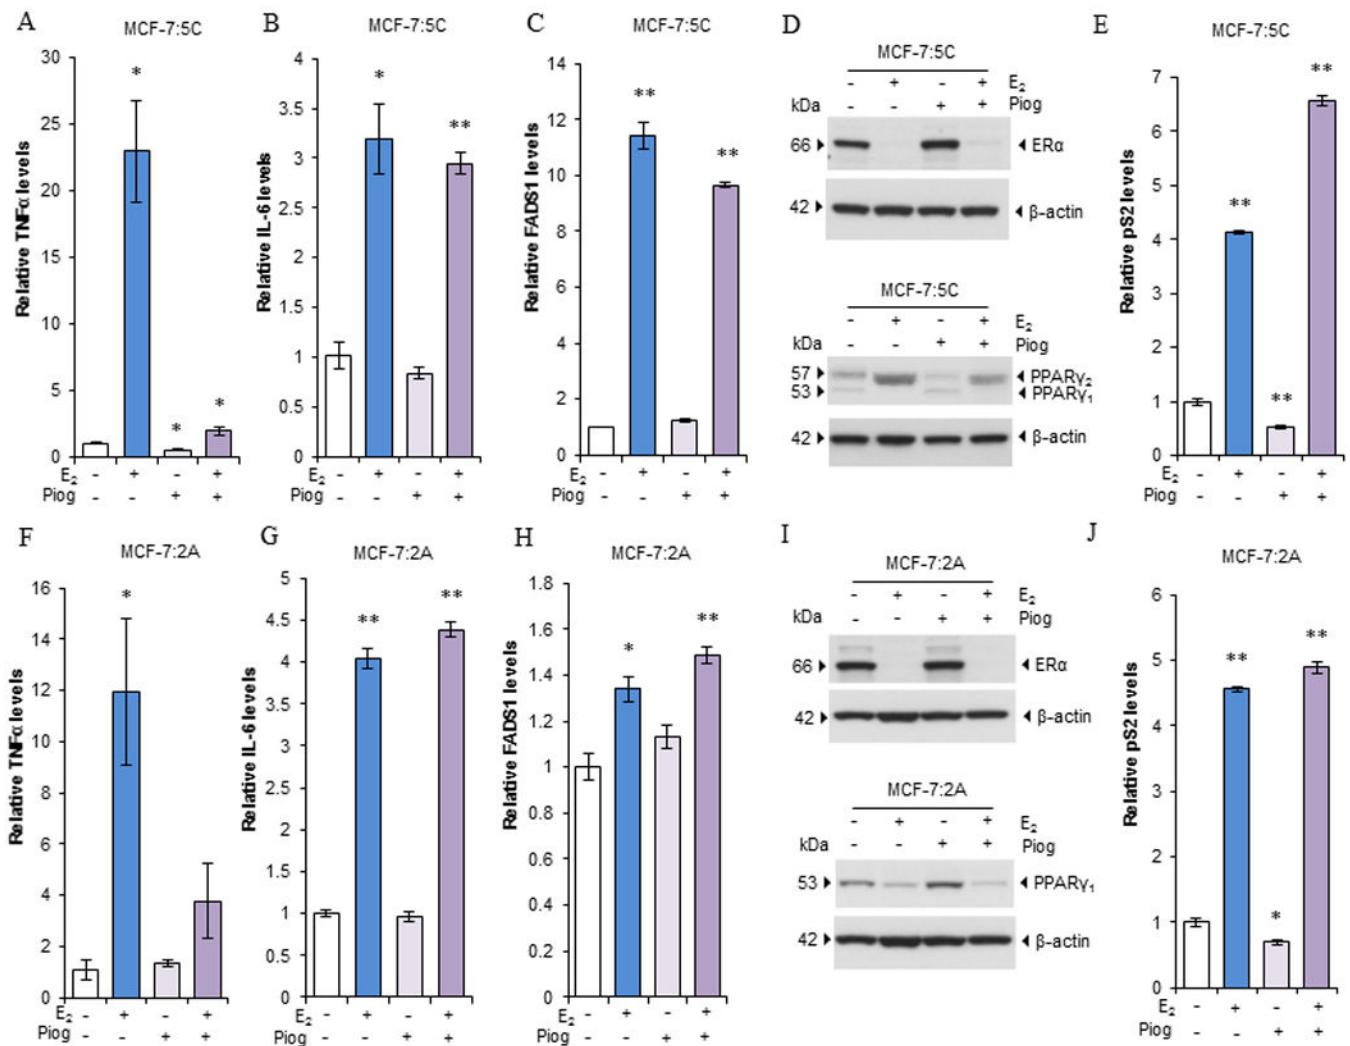 A
MCF-7:5C
Relative TNFα levels
30
25
20
15
10
5
0
*
*
*
E₂ - + - +
Piog - - + +
B
MCF-7:5C
Relative IL-6 levels
4
3.5
3
2.5
2
1.5
1
0.5
0
*
**
- + - +
- - + +
C
MCF-7:5C
Relative FADS1 levels
14
12
10
8
6
4
2
0
**
**
- + - +
- - + +
D
MCF-7:5C
- + - + E₂
kDa - - + + Piog
66 ERα
42 β-actin
MCF-7:5C
- + - + E₂
kDa - - + + Piog
57 PPARγ₂
53 PPARγ₁
42 β-actin
E
MCF-7:5C
Relative pS2 levels
7
6
5
4
3
2
1
0
**
**
**
E₂ - + - +
Piog - - + +
F
MCF-7:2A
Relative TNFα levels
16
14
12
10
8
6
4
2
0
*
E₂ - + - +
Piog - - + +
G
MCF-7:2A
Relative IL-6 levels
5
4.5
4
3.5
3
2.5
2
1.5
1
0.5
0
**
**
- + - +
- - + +
H
MCF-7:2A
Relative FADS1 levels
1.8
1.6
1.4
1.2
1
0.8
0.6
0.4
0.2
0
*
**
- + - +
- - + +
I
MCF-7:2A
- + - + E₂
kDa - - + + Piog
66 ERα
42 β-actin
MCF-7:2A
- + - + E₂
kDa - - + + Piog
53 PPARγ₁
42 β-actin
J
MCF-7:2A
Relative pS2 levels
6
5
4
3
2
1
0
**
*
**
E₂ - + - +
Piog - - + +